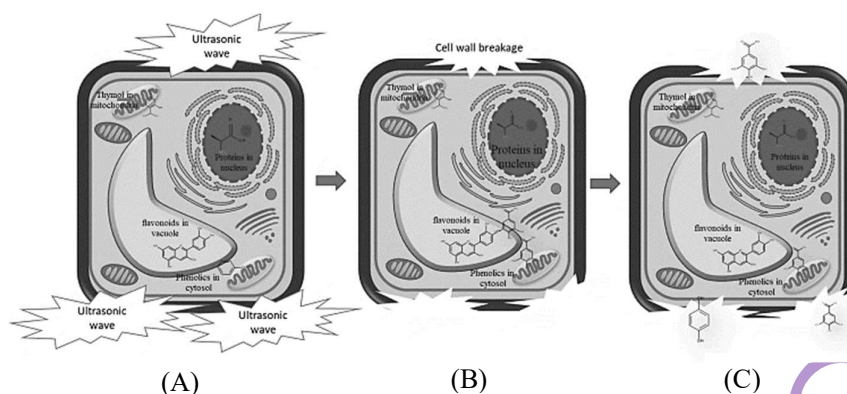 Ultrasonic
wave
Thymol in
mitochondria
Proteins in
nucleus
flavonoids in
vacuole
Phenolics in
cytosol
Ultrasonic
wave
Ultrasonic
wave
(A)
Cell wall breakage
Thymol in
mitochondria
Proteins in
nucleus
flavonoids in
vacuole
Phenolics in
cytosol
(B)
Thymol in
mitochondria
Proteins in
nucleus
flavonoids in
vacuole
Phenolics in
cytosol
(C)